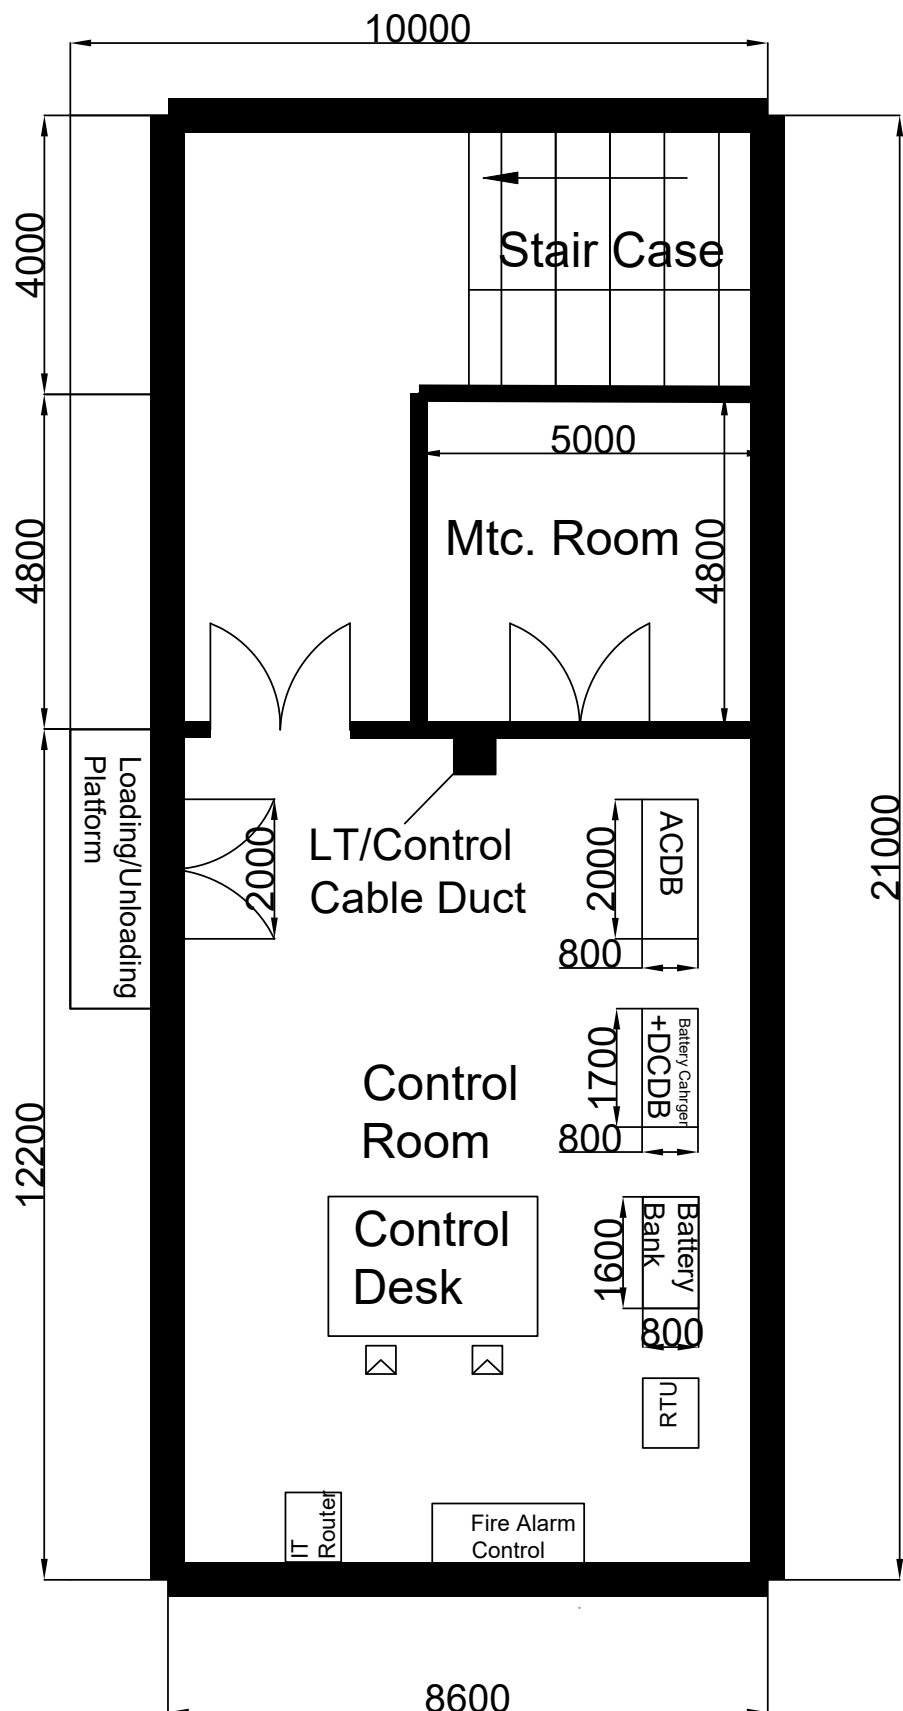 10000
Stair Case
4000
5000
Mtc. Room
4800
4800
Loading/Unloading
Platform
2000
LT/Control
Cable Duct
2000
ACDB
800
21000
Battery Cahrger
+DCDB
1700
800
Control
Room
12200
Control
Desk
Battery
Bank
1600
800
RTU
IT
Router
Fire Alarm
Control
8600